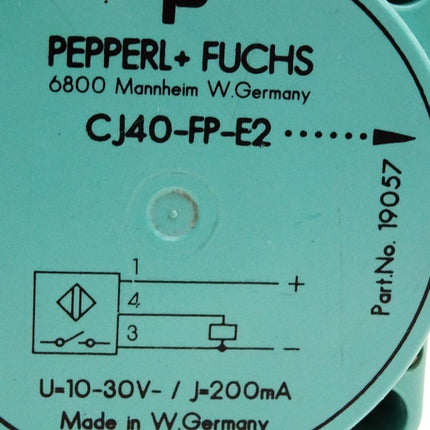 PEPPERL+ FUCHS
6800 Mannheim W.Germany
CJ40-FP-E2
Part.No. 19057
1
+
4
3
-
U=10-30V- / J=200mA
Made in W.Germany